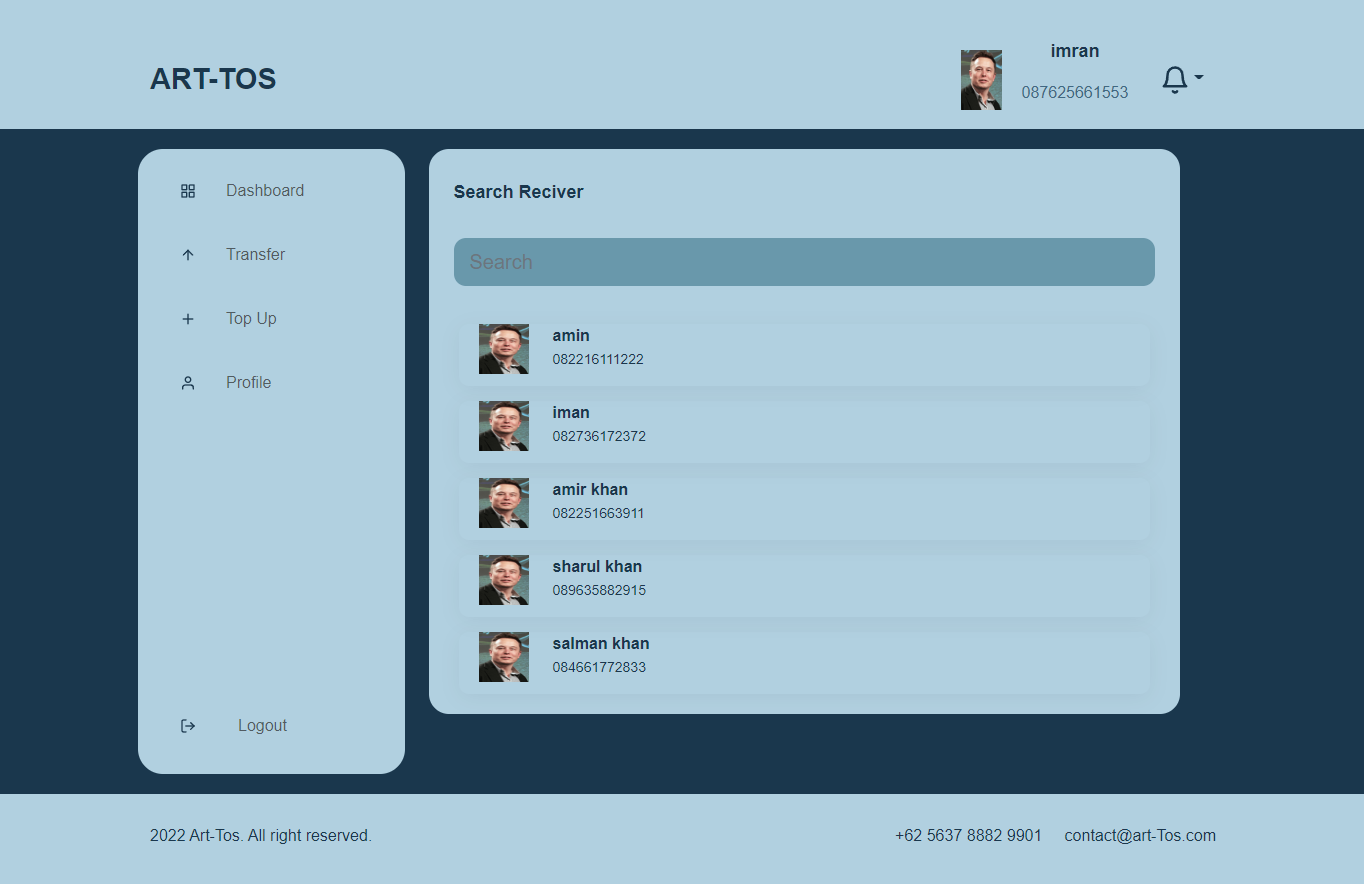 ART-TOS
imran
087625661553
Dashboard
Transfer
Top Up
Profile
Logout
Search Reciver
Search
amin
082216111222
iman
082736172372
amir khan
082251663911
sharul khan
089635882915
salman khan
084661772833
2022 Art-Tos. All right reserved.
+62 5637 8882 9901 contact@art-Tos.com